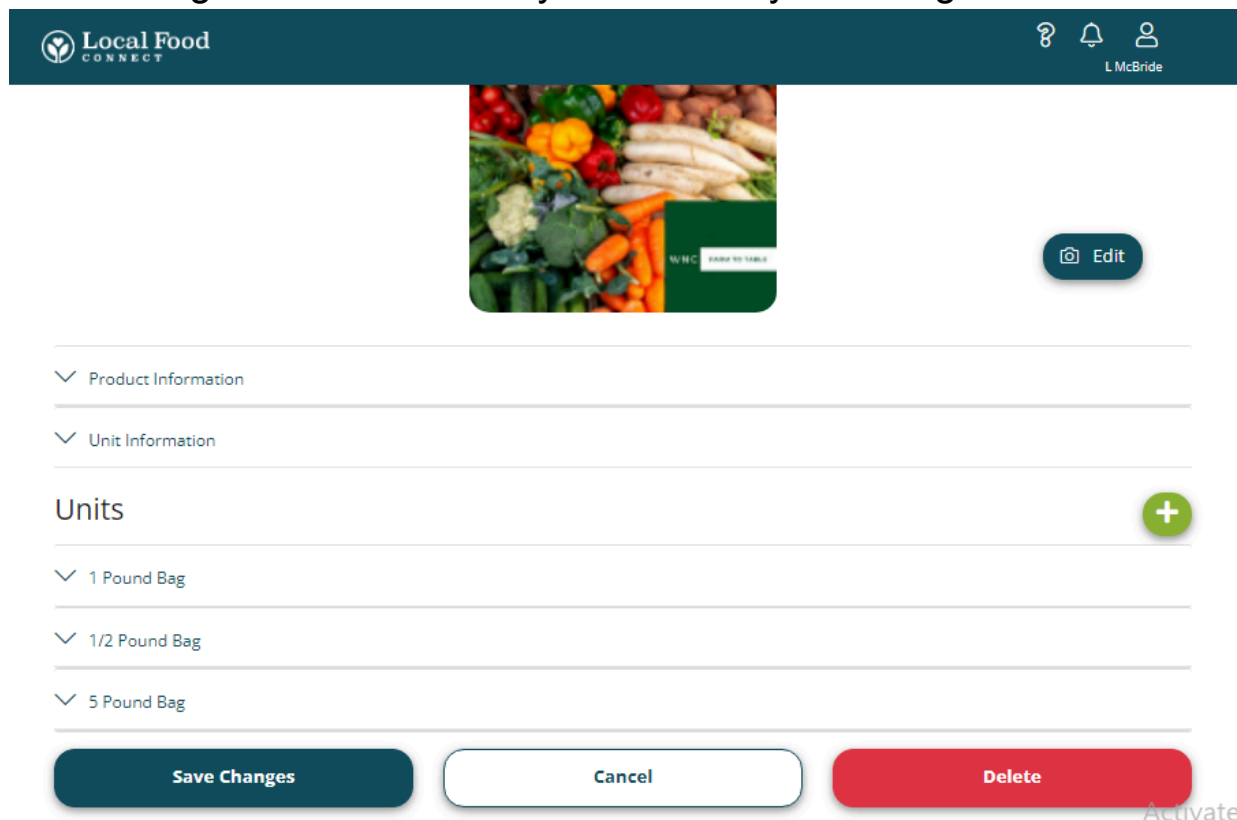 Local Food
CONNECT
L McBride
WNC FARM TO TABLE
Edit
Product Information
Unit Information
Units
1 Pound Bag
1/2 Pound Bag
5 Pound Bag
Save Changes
Cancel
Delete
Activate